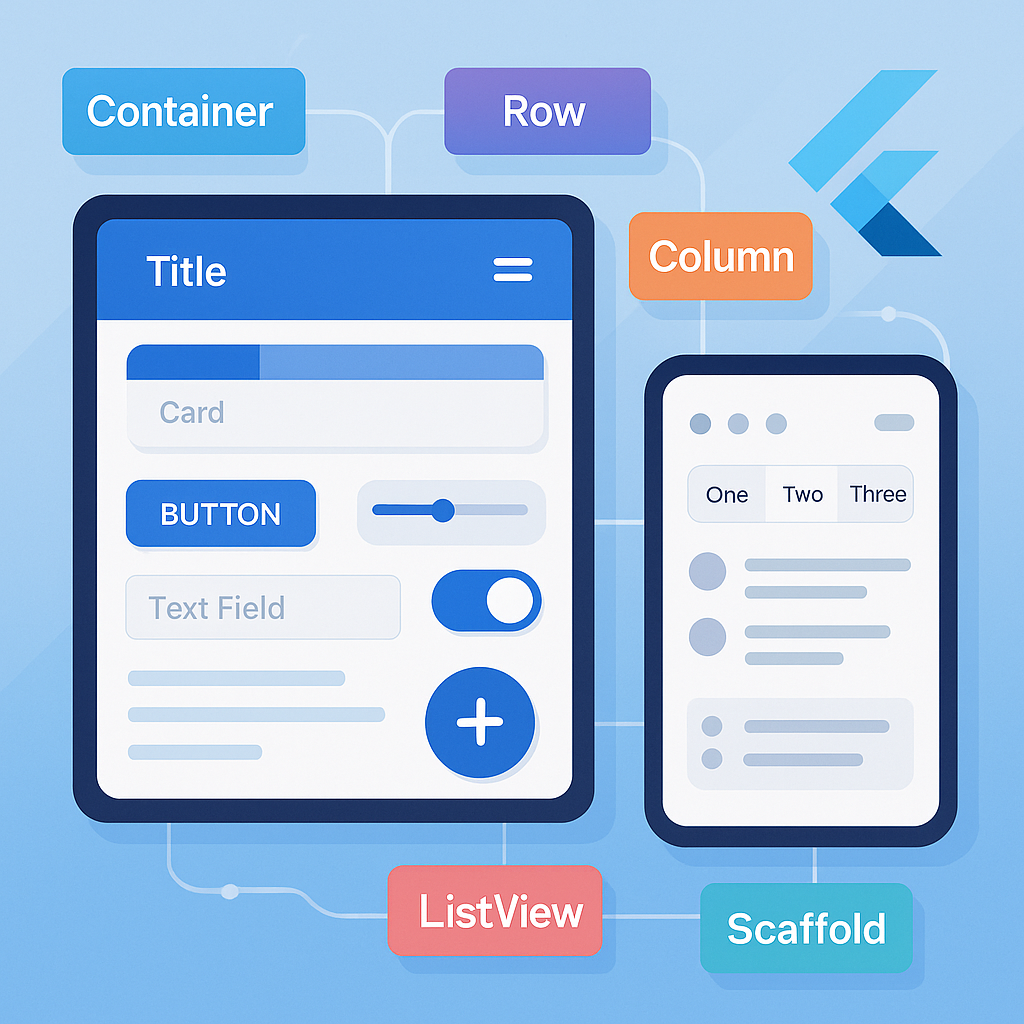 Container
Row
Column
Title
Card
BUTTON
Text Field
One Two Three
ListView
Scaffold